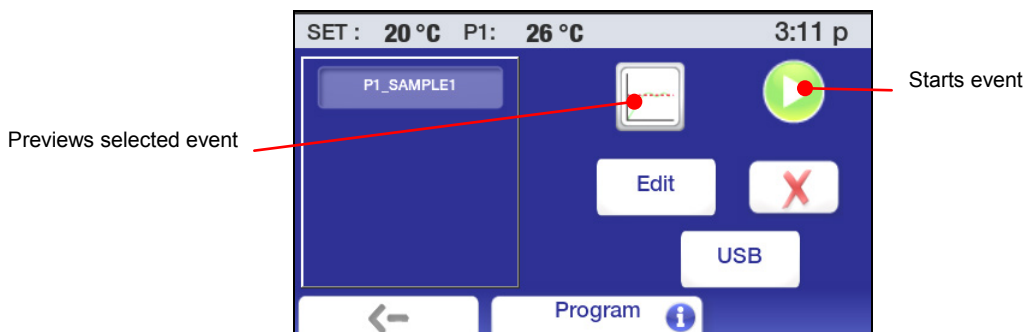 SET : 20 °C P1: 26 °C 3:11 p
P1_SAMPLE1
Starts event
Previews selected event
Edit
USB
Program